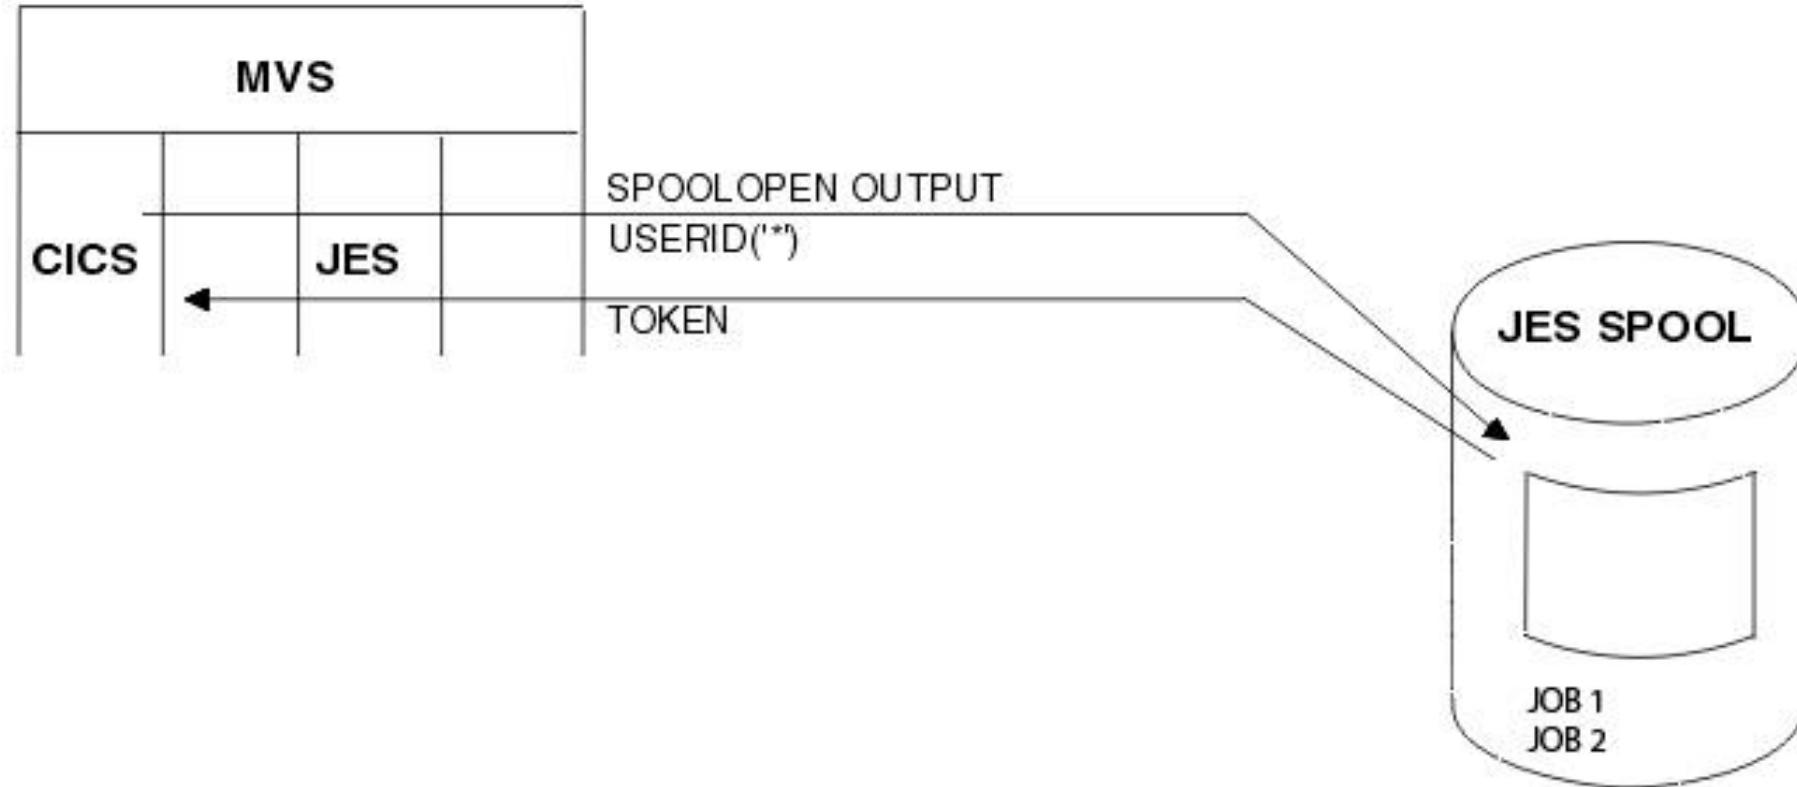 MVS
SPOOLOPEN OUTPUT
USERID('*')
CICS
JES
TOKEN
JES SPOOL
JOB 1
JOB 2